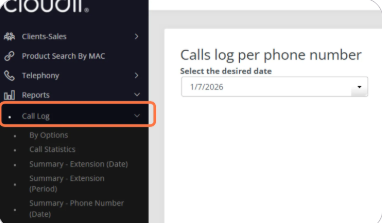 cloudli®
Clients-Sales
Product Search By MAC
Telephony
Reports
Call Log
By Options
Call Statistics
Summary - Extension (Date)
Summary - Extension
(Period)
Summary - Phone Number
(Date)
Calls log per phone number
Select the desired date
1/7/2026